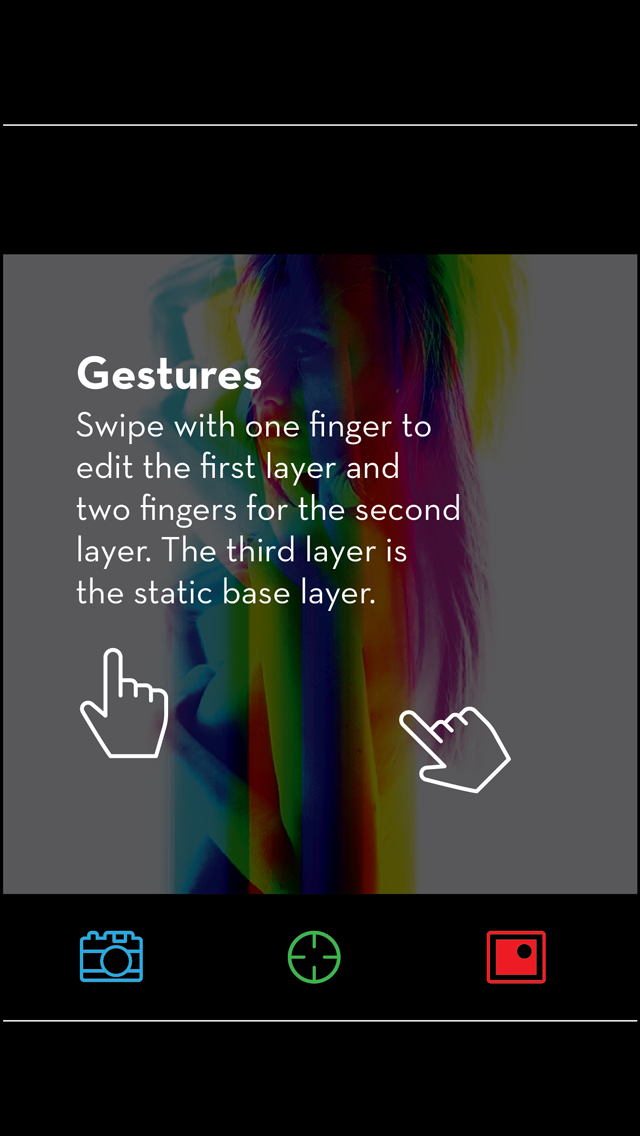 Gestures
Swipe with one finger to
edit the first layer and
two fingers for the second
layer. The third layer is
the static base layer.